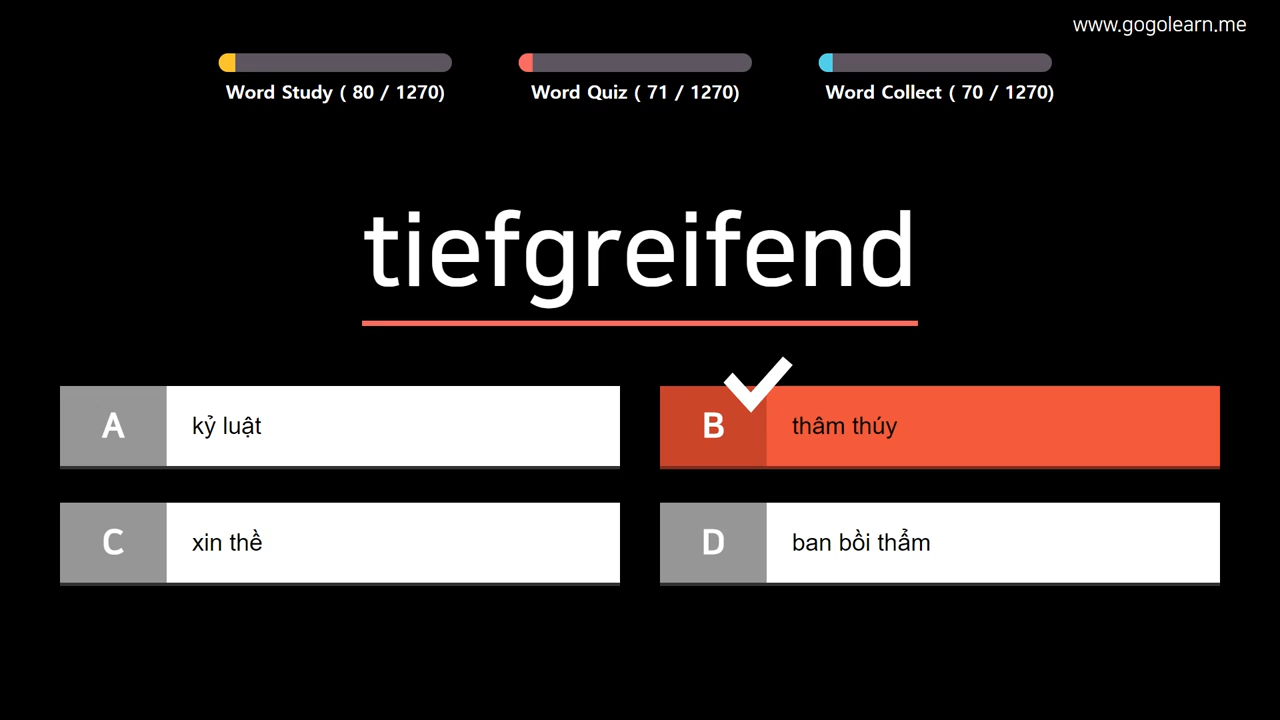 www.gogolearn.me
Word Study ( 80 / 1270)
Word Quiz ( 71 / 1270)
Word Collect ( 70 / 1270)
tiefgreifend
A kỷ luật
B thâm thúy
C xin thề
D ban bồi thẩm